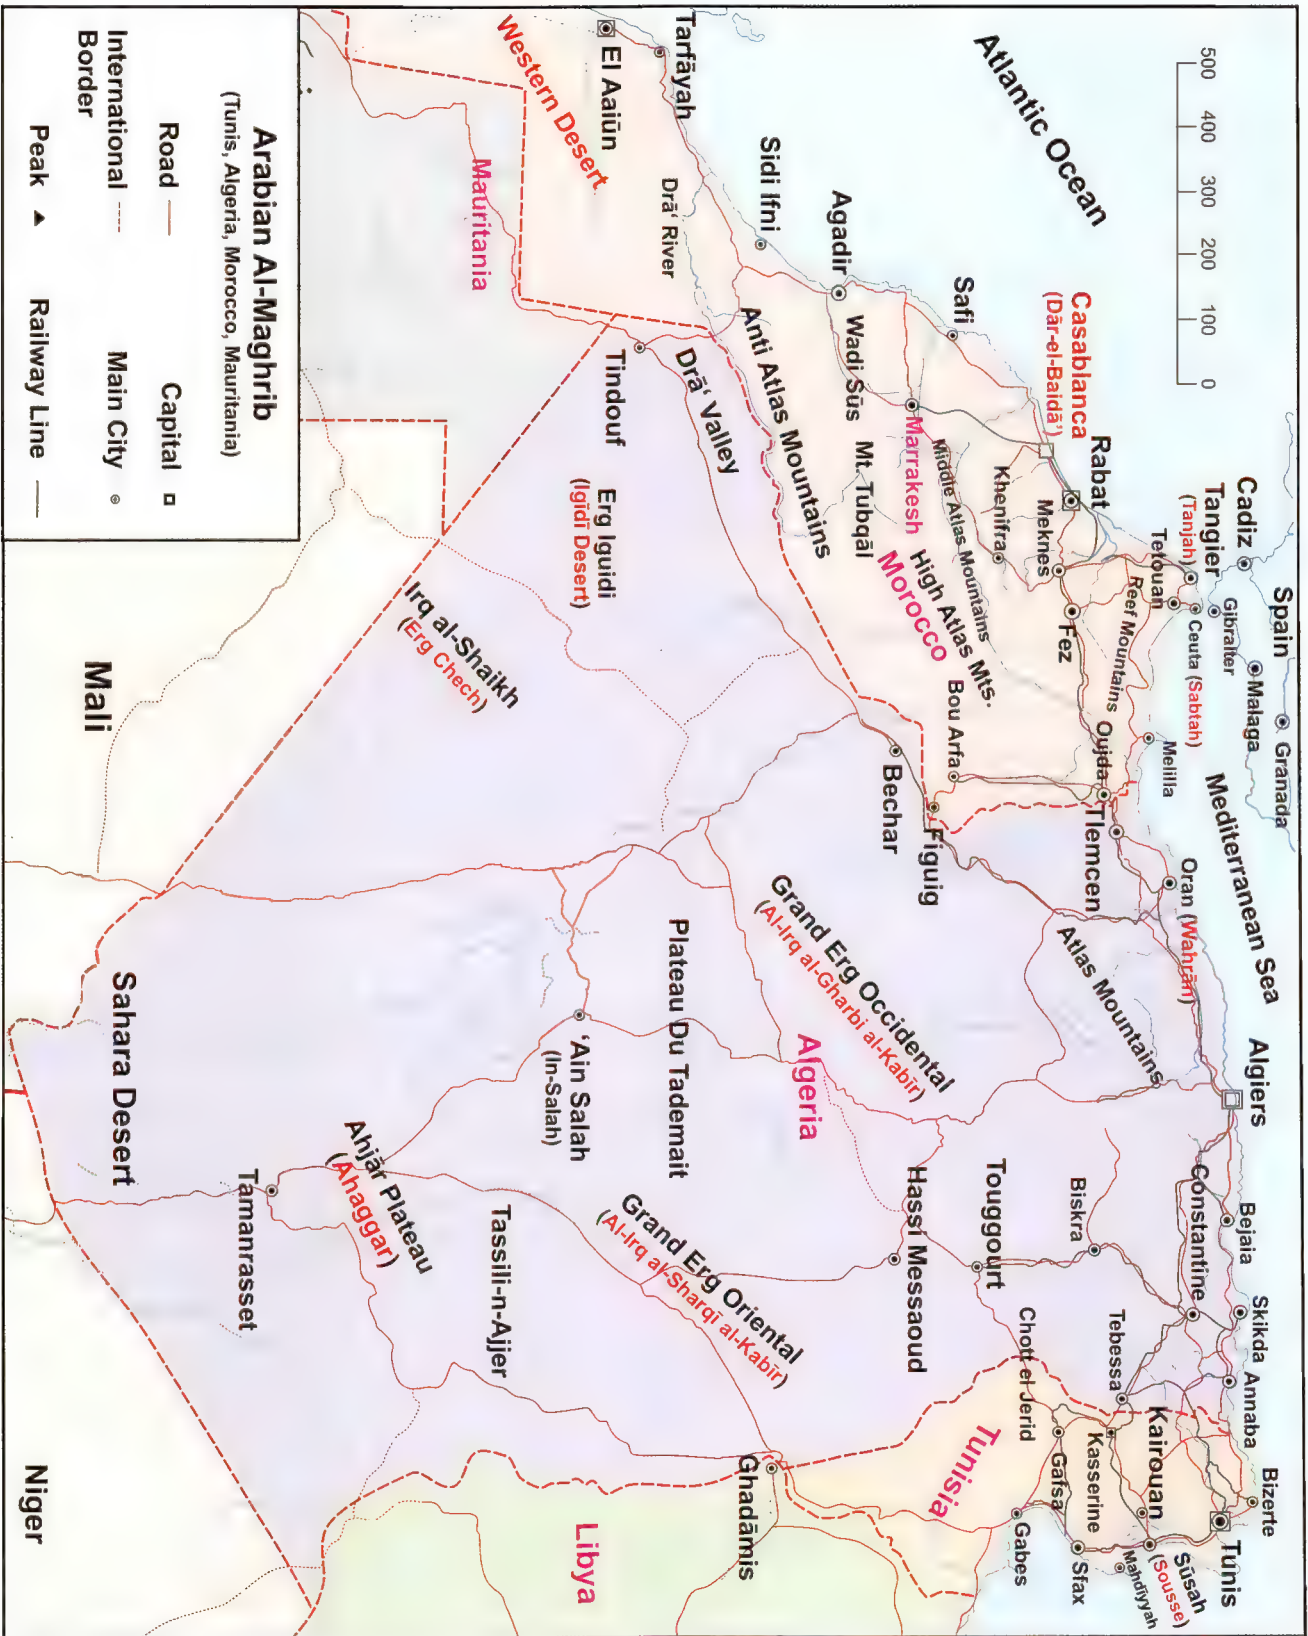 Spain
Granada
Malaga
Cadiz
Gibralter
Tangier
(Tanjah)
Ceuta (Sabtah)
Tetouan
Mediterranean Sea
Melilla
Reef Mountains
Algiers
Bejaia
Skikda
Annaba
Bizerte
Tunis
Constantine
Oran (Wahrān)
Sūsah
(Sousse)
Mahdīyyah
Kairouan
Kasserine
Sfax
Tebessa
Gafsa
Gabes
Biskra
Atlas Mountains
Tlemcen
Oujda
Fez
Meknes
Rabat
Casablanca
(Dār-el-Baidā’)
Atlantic Ocean
500
400
300
200
100
0
Khenifra
Middle Atlas Mountains
High Atlas Mts.
Morocco
Marrakesh
Safi
Bou Arfa
Figuig
Bechar
Touggourt
Chott el Jerid
Tunisia
Hassi Messaoud
Grand Erg Occidental
(Al-Irq al-Gharbi al-Kabīr)
Algeria
Mt. Tubqāl
Wadi Sūs
Agadir
Sidi Ifni
Anti Atlas Mountains
Drā‘ Valley
Drā‘ River
Tarfāyah
El Aaiūn
Western Desert
Mauritania
Tindouf
Erg Iguidi
(Igīdī Desert)
Plateau Du Tademait
Grand Erg Oriental
(Al-Irq al-Sharqī al-Kabīr)
Ghadāmis
Libya
‘Ain Salah
(In-Salah)
Tassili-n-Ajjer
Irq al-Shaikh
(Erg Chech)
Ahjār Plateau
(Ahaggar)
Tamanrasset
Sahara Desert
Mali
Niger
Arabian Al-Maghrib
(Tunis, Algeria, Morocco, Mauritania)
Road
Capital
International
Border
Main City
Peak
Railway Line